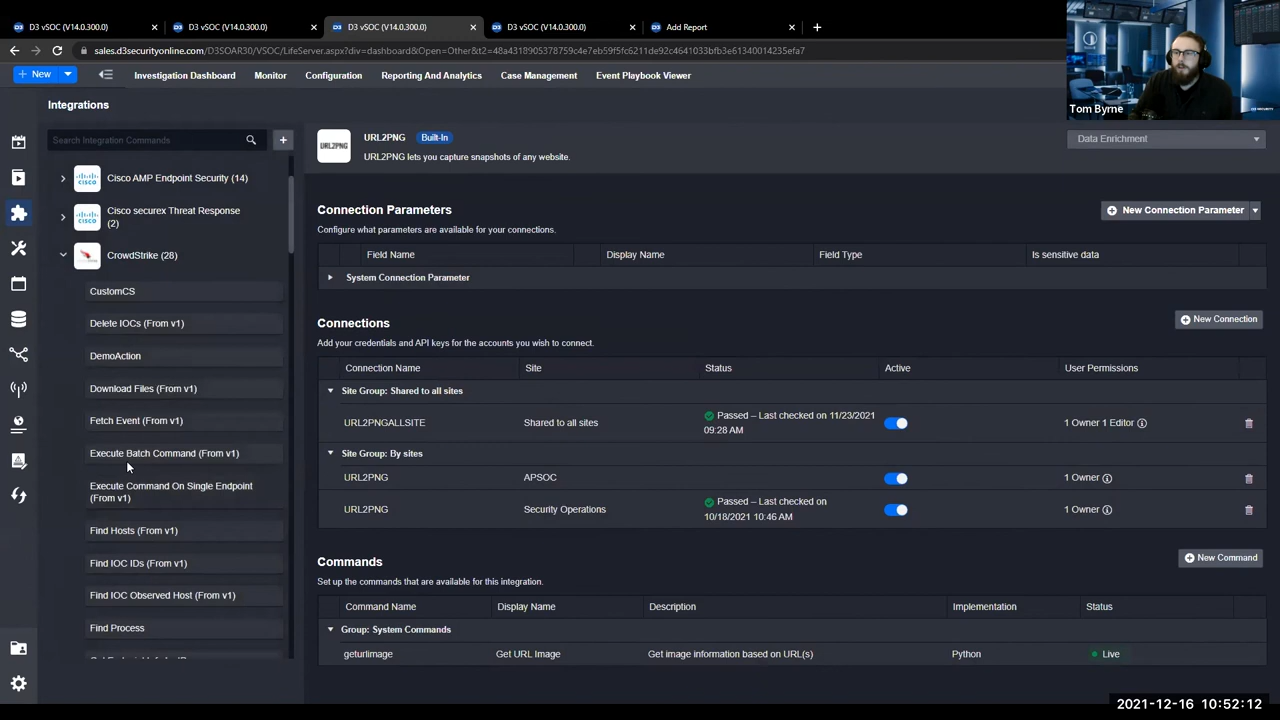 D3 vSOC (V14.0.300.0)
D3 vSOC (V14.0.300.0)
D3 vSOC (V14.0.300.0)
D3 vSOC (V14.0.300.0)
Add Report
sales.d3securityonline.com/D3SOAR30/VSOC/LifeServer.aspx?div=dashboard&Open=Other&t2=48a4318905378759c4e7eb59f5fc6211de92c4641033bfb3e61340014235efa7
New
Investigation Dashboard
Monitor
Configuration
Reporting And Analytics
Case Management
Event Playbook Viewer
Tom Byrne
Integrations
Search Integration Commands
Cisco AMP Endpoint Security (14)
Cisco securex Threat Response
(2)
CrowdStrike (28)
CustomCS
Delete IOCs (From v1)
DemoAction
Download Files (From v1)
Fetch Event (From v1)
Execute Batch Command (From v1)
Execute Command On Single Endpoint
(From v1)
Find Hosts (From v1)
Find IOC IDs (From v1)
Find IOC Observed Host (From v1)
Find Process
URL2PNG
URL2PNG Built-In
URL2PNG lets you capture snapshots of any website.
Data Enrichment
Connection Parameters
New Connection Parameter
Configure what parameters are available for your connections.
Field Name Display Name Field Type Is sensitive data
System Connection Parameter
Connections
New Connection
Add your credentials and API keys for the accounts you wish to connect.
Connection Name Site Status Active User Permissions
Site Group: Shared to all sites
URL2PNGALLSITE Shared to all sites Passed – Last checked on 11/23/2021
09:28 AM 1 Owner 1 Editor
Site Group: By sites
URL2PNG APSOC 1 Owner
URL2PNG Security Operations Passed – Last checked on
10/18/2021 10:46 AM 1 Owner
Commands
New Command
Set up the commands that are available for this integration.
Command Name Display Name Description Implementation Status
Group: System Commands
geturlimage Get URL Image Get image information based on URL(s) Python Live
2021-12-16 10:52:12